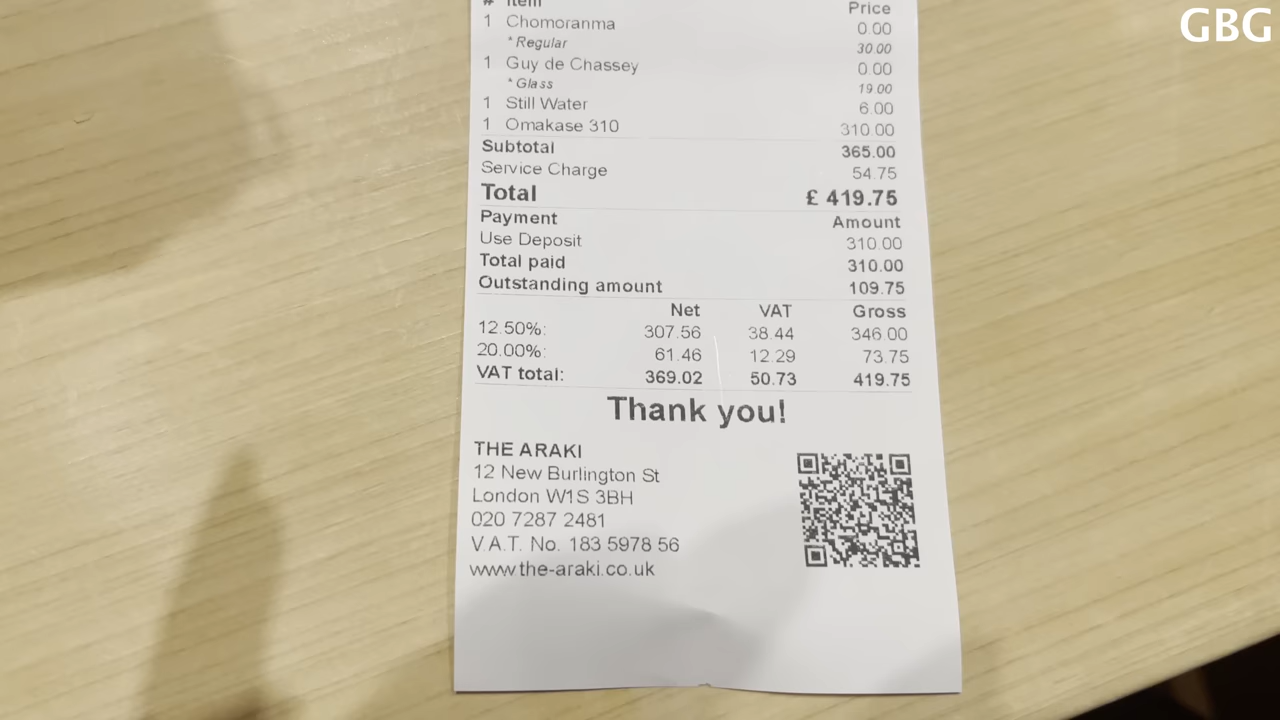 GBG
# Item Price
1 Chomoranma 0.00
* Regular 30.00
1 Guy de Chassey 0.00
* Glass 19.00
1 Still Water 6.00
1 Omakase 310 310.00
Subtotal 365.00
Service Charge 54.75
Total £ 419.75
Payment Amount
Use Deposit 310.00
Total paid 310.00
Outstanding amount 109.75
Net VAT Gross
12.50%: 307.56 38.44 346.00
20.00%: 61.46 12.29 73.75
VAT total: 369.02 50.73 419.75
Thank you!
THE ARAKI
12 New Burlington St
London W1S 3BH
020 7287 2481
V.A.T. No. 183 5978 56
www.the-araki.co.uk